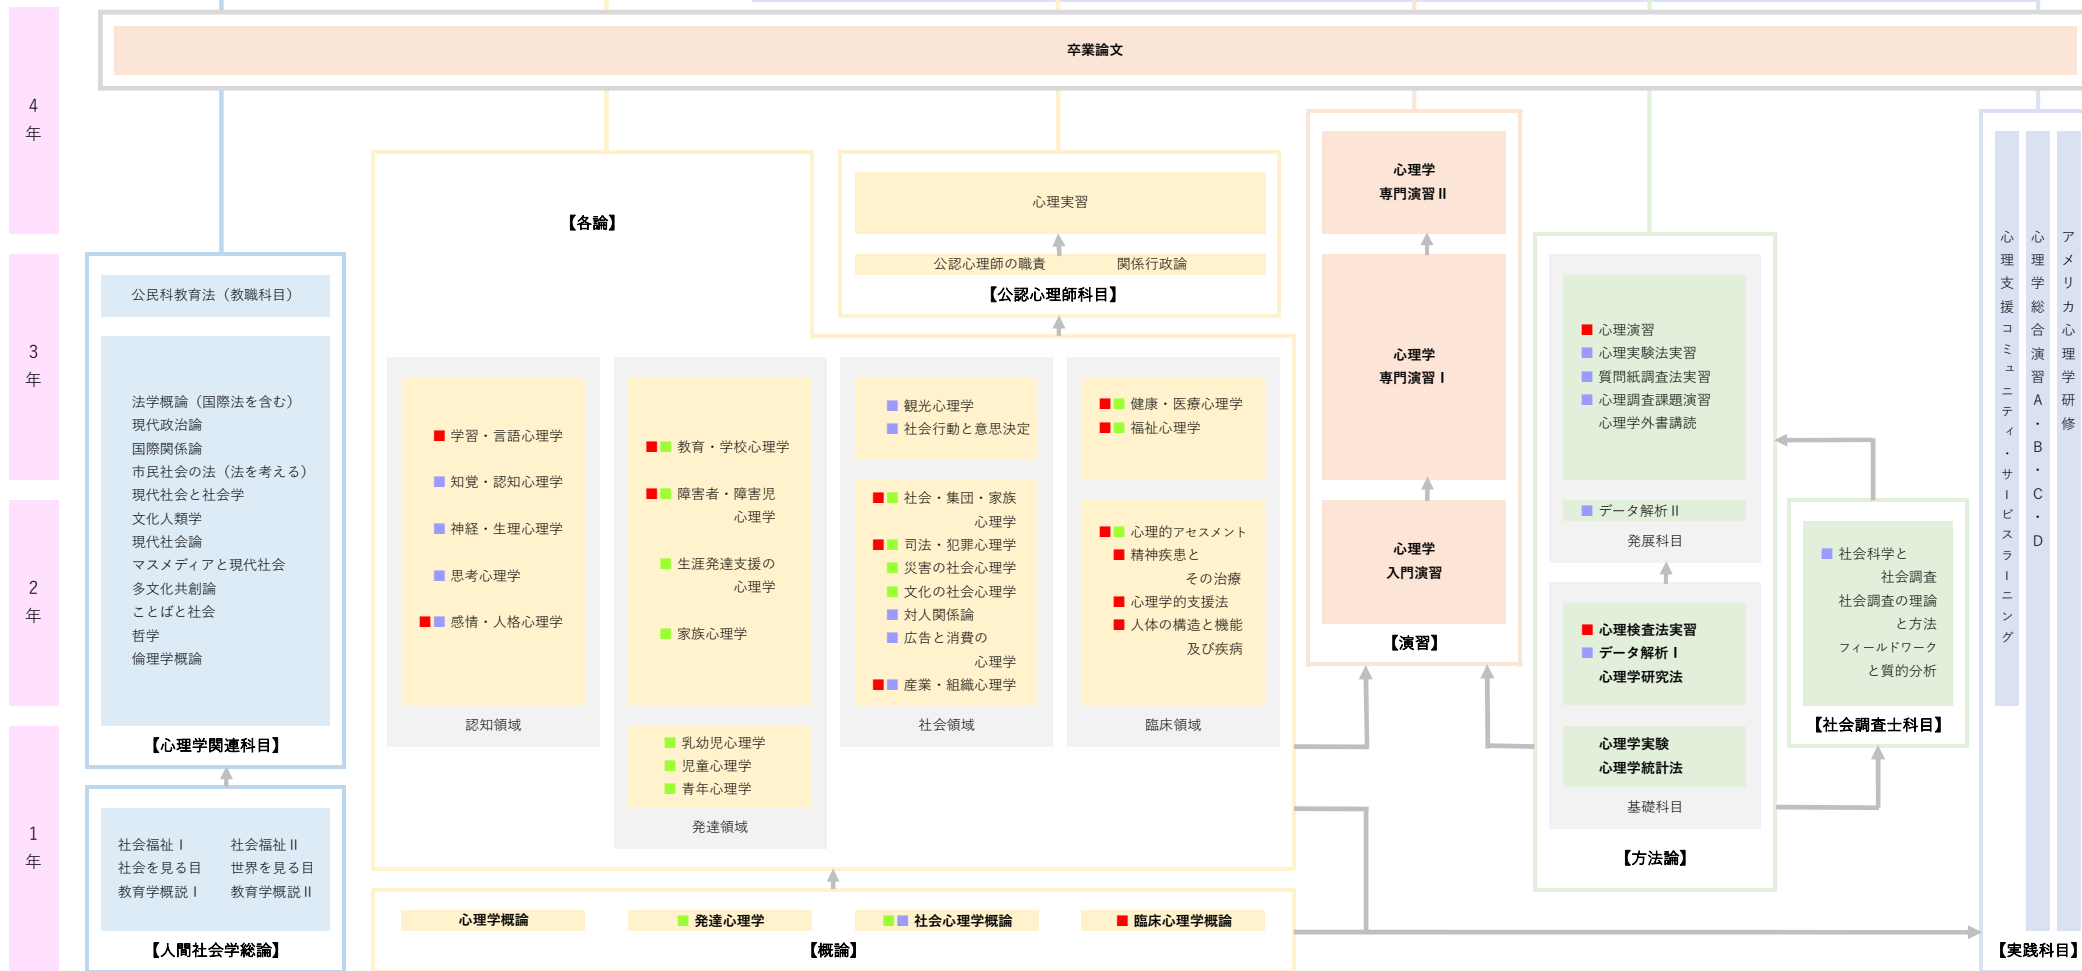 4
年
3
年
2
年
1
年
卒業論文
公民科教育法（教職科目）
法学概論（国際法を含む）
現代政治論
国際関係論
市民社会の法（法を考える）
現代社会と社会学
文化人類学
現代社会論
マスメディアと現代社会
多文化共創論
ことばと社会
哲学
倫理学概論
【心理学関連科目】
社会福祉Ⅰ　社会福祉Ⅱ
社会を見る目　世界を見る目
教育学概説Ⅰ　教育学概説Ⅱ
【人間社会学総論】
【各論】
学習・言語心理学
知覚・認知心理学
神経・生理心理学
思考心理学
感情・人格心理学
認知領域
教育・学校心理学
障害者・障害児
心理学
生涯発達支援の
心理学
家族心理学
乳幼児心理学
児童心理学
青年心理学
発達領域
観光心理学
社会行動と意思決定
社会・集団・家族
心理学
司法・犯罪心理学
災害の社会心理学
文化の社会心理学
対人関係論
広告と消費の
心理学
産業・組織心理学
社会領域
健康・医療心理学
福祉心理学
心理的アセスメント
精神疾患と
その治療
心理学的支援法
人体の構造と機能
及び疾病
臨床領域
心理実習
公認心理師の職責　関係行政論
【公認心理師科目】
心理学概論
発達心理学
社会心理学概論
臨床心理学概論
【概論】
心理学
専門演習Ⅱ
心理学
専門演習Ⅰ
心理学
入門演習
【演習】
心理演習
心理実験法実習
質問紙調査法実習
心理調査課題演習
心理学外書講読
データ解析Ⅱ
発展科目
心理検査法実習
データ解析Ⅰ
心理学研究法
心理学実験
心理学統計法
基礎科目
【方法論】
社会科学と
社会調査
社会調査の理論
と方法
フィールドワーク
と質的分析
【社会調査士科目】
心理支援コミュニティ・サービスラーニング
心理学総合演習A・B・C・D
アメリカ心理学研修
【実践科目】